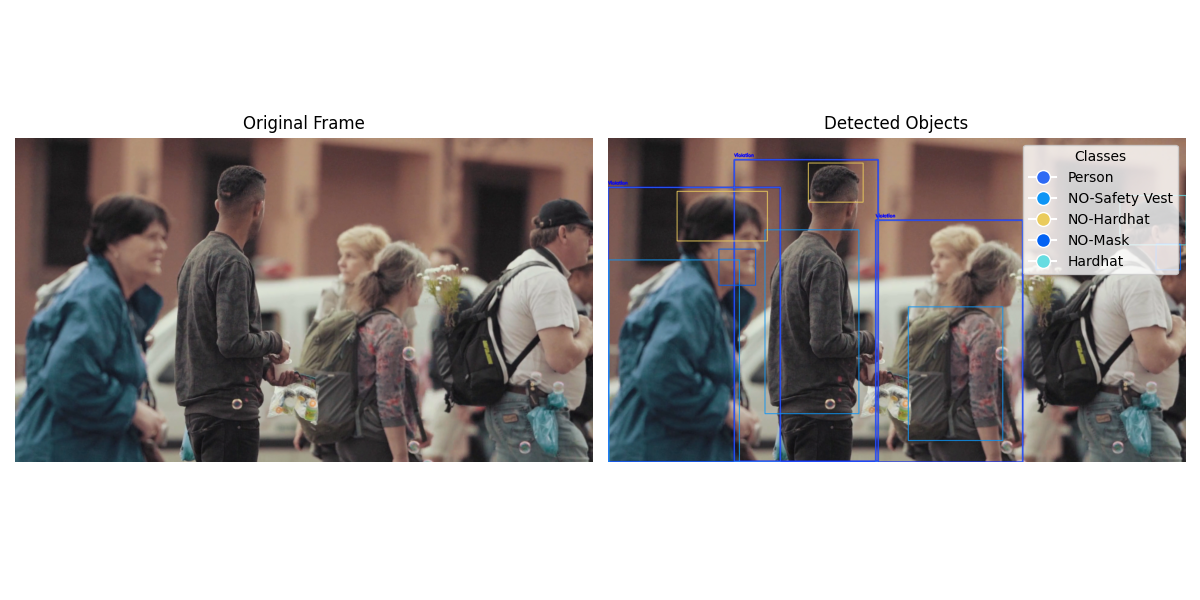 Original Frame
Detected Objects
Classes
Person
NO-Safety Vest
NO-Hardhat
NO-Mask
Hardhat
Violation
Violation
Violation